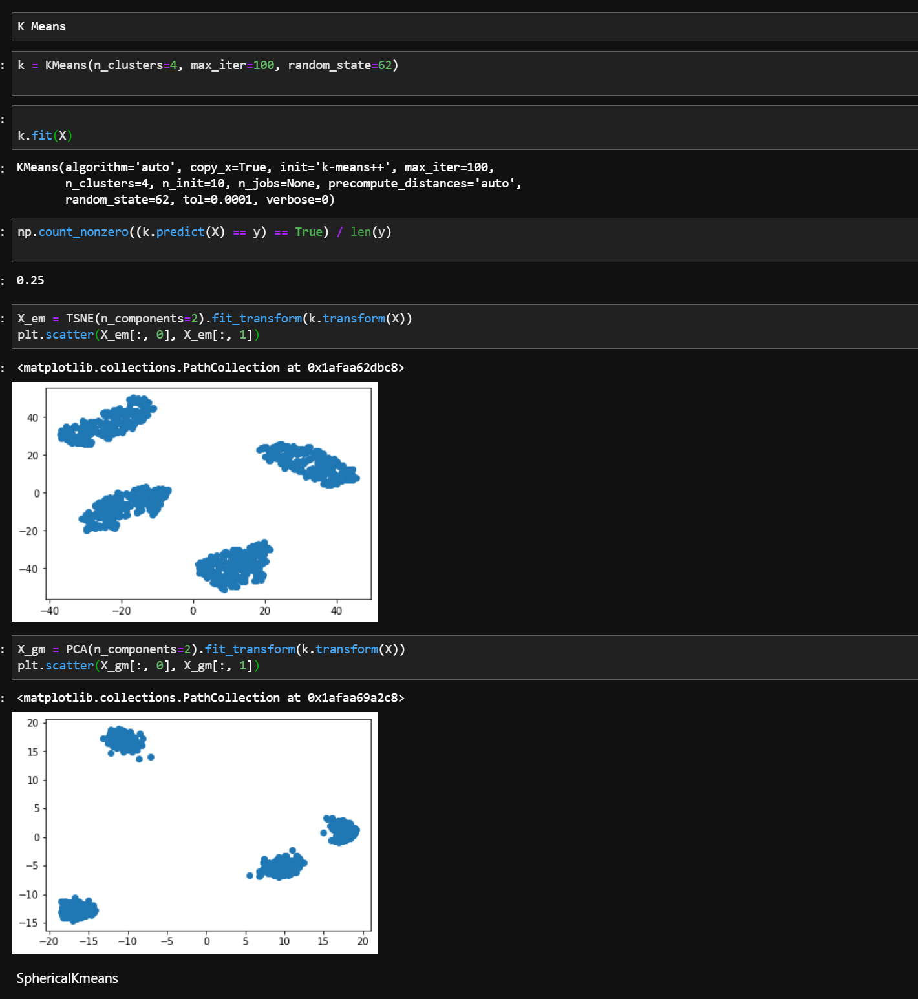 K Means
:
k = KMeans(n_clusters=4, max_iter=100, random_state=62)
:
k.fit(X)
:
KMeans(algorithm='auto', copy_x=True, init='k-means++', max_iter=100,
n_clusters=4, n_init=10, n_jobs=None, precompute_distances='auto',
random_state=62, tol=0.0001, verbose=0)
:
np.count_nonzero((k.predict(X) == y) == True) / len(y)
:
0.25
:
X_em = TSNE(n_components=2).fit_transform(k.transform(X))
plt.scatter(X_em[:, 0], X_em[:, 1])
:
<matplotlib.collections.PathCollection at 0x1afaa62dbc8>
40
20
0
−20
−40
−40 −20 0 20 40
:
X_gm = PCA(n_components=2).fit_transform(k.transform(X))
plt.scatter(X_gm[:, 0], X_gm[:, 1])
:
<matplotlib.collections.PathCollection at 0x1afaa69a2c8>
20
15
10
5
0
−5
−10
−15
−20 −15 −10 −5 0 5 10 15 20
SphericalKmeans